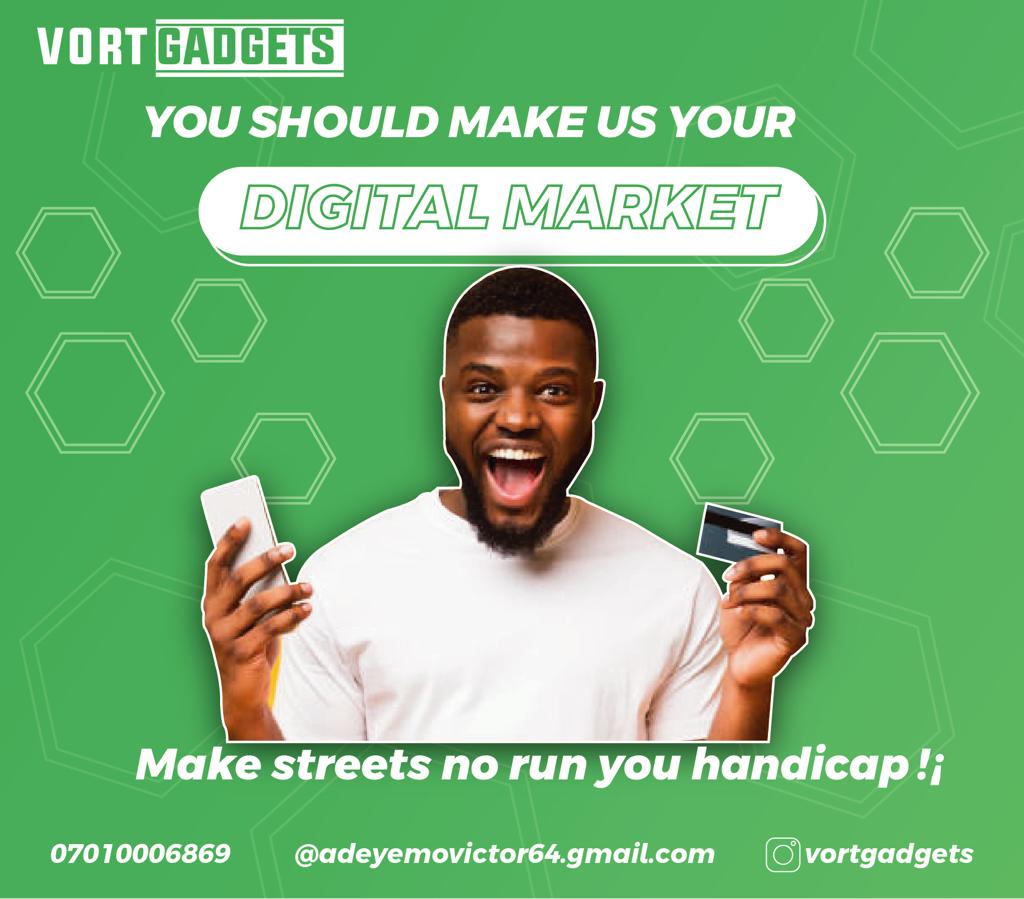 VORT GADGETS
YOU SHOULD MAKE US YOUR
DIGITAL MARKET
Make streets no run you handicap !¡
07010006869 @adeyemovictor64.gmail.com vortgadgets